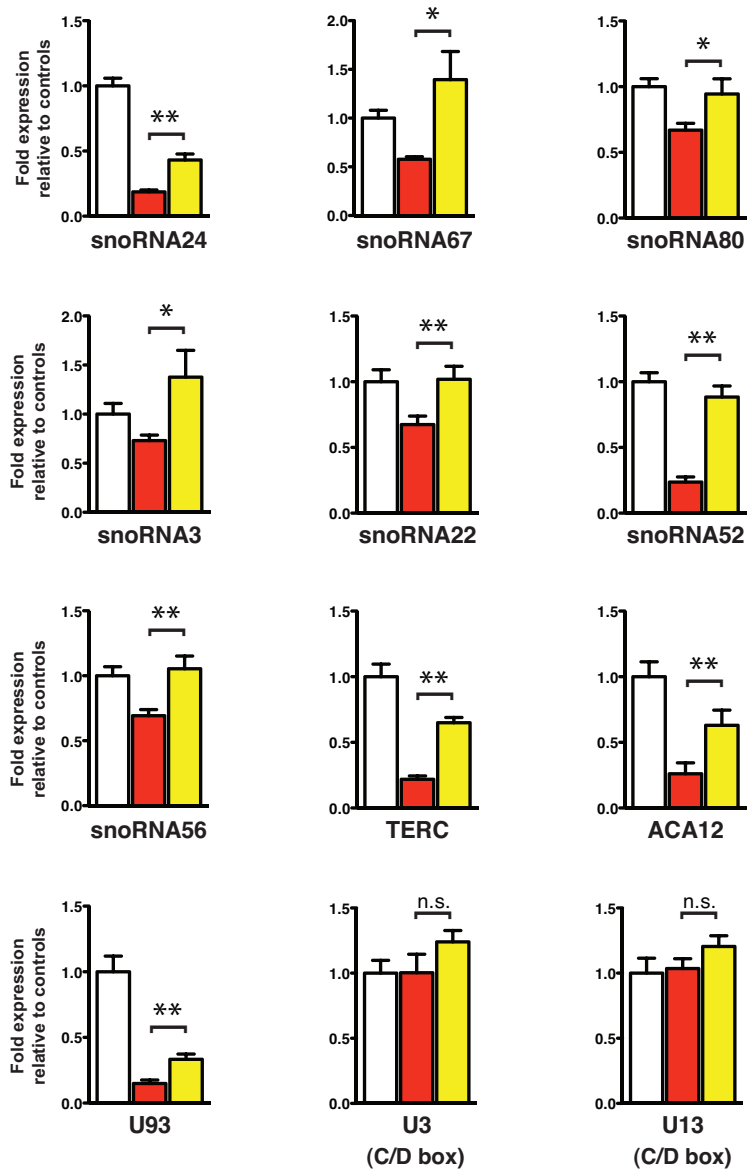 Fold expression
relative to controls
1.5
1.0
0.5
0.0
**
snoRNA24
2.0
1.5
1.0
0.5
0.0
*
snoRNA67
1.5
1.0
0.5
0.0
*
snoRNA80
Fold expression
relative to controls
2.0
1.5
1.0
0.5
0.0
*
snoRNA3
1.5
1.0
0.5
0.0
**
snoRNA22
1.5
1.0
0.5
0.0
**
snoRNA52
Fold expression
relative to controls
1.5
1.0
0.5
0.0
**
snoRNA56
1.5
1.0
0.5
0.0
**
TERC
1.5
1.0
0.5
0.0
**
ACA12
Fold expression
relative to controls
1.5
1.0
0.5
0.0
**
U93
1.5
1.0
0.5
0.0
n.s.
U3
(C/D box)
1.5
1.0
0.5
0.0
n.s.
U13
(C/D box)